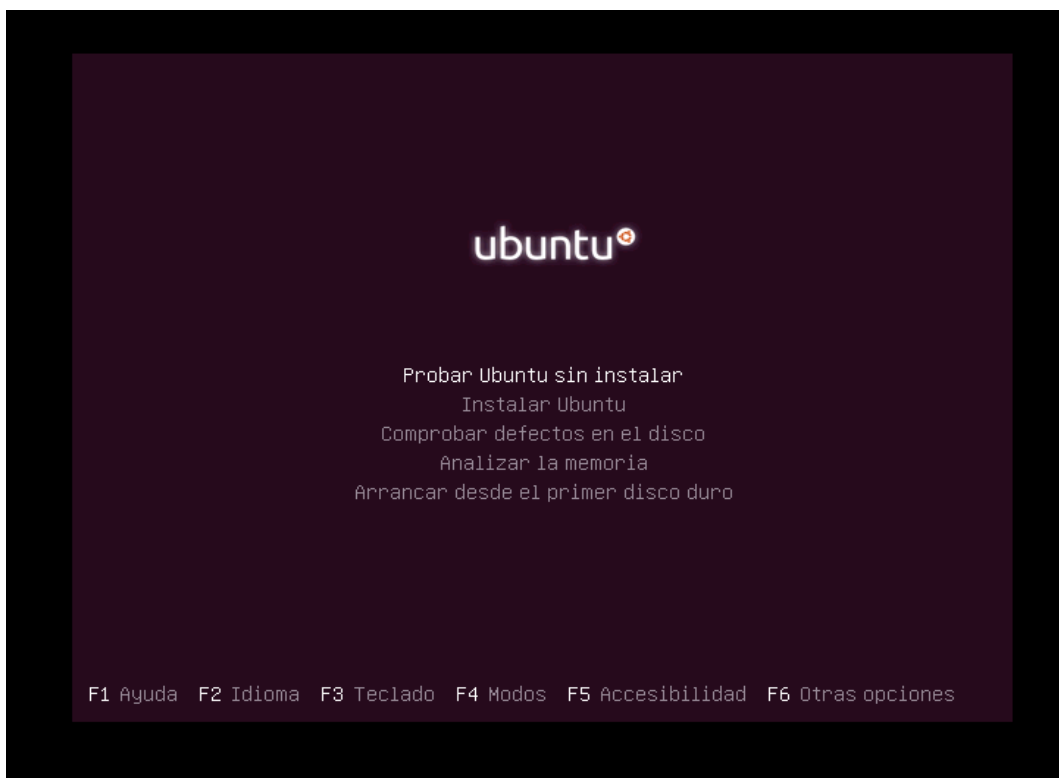 ubuntu
Probar Ubuntu sin instalar
Instalar Ubuntu
Comprobar defectos en el disco
Analizar la memoria
Arrancar desde el primer disco duro
F1 Ayuda F2 Idioma F3 Teclado F4 Modos F5 Accesibilidad F6 Otras opciones